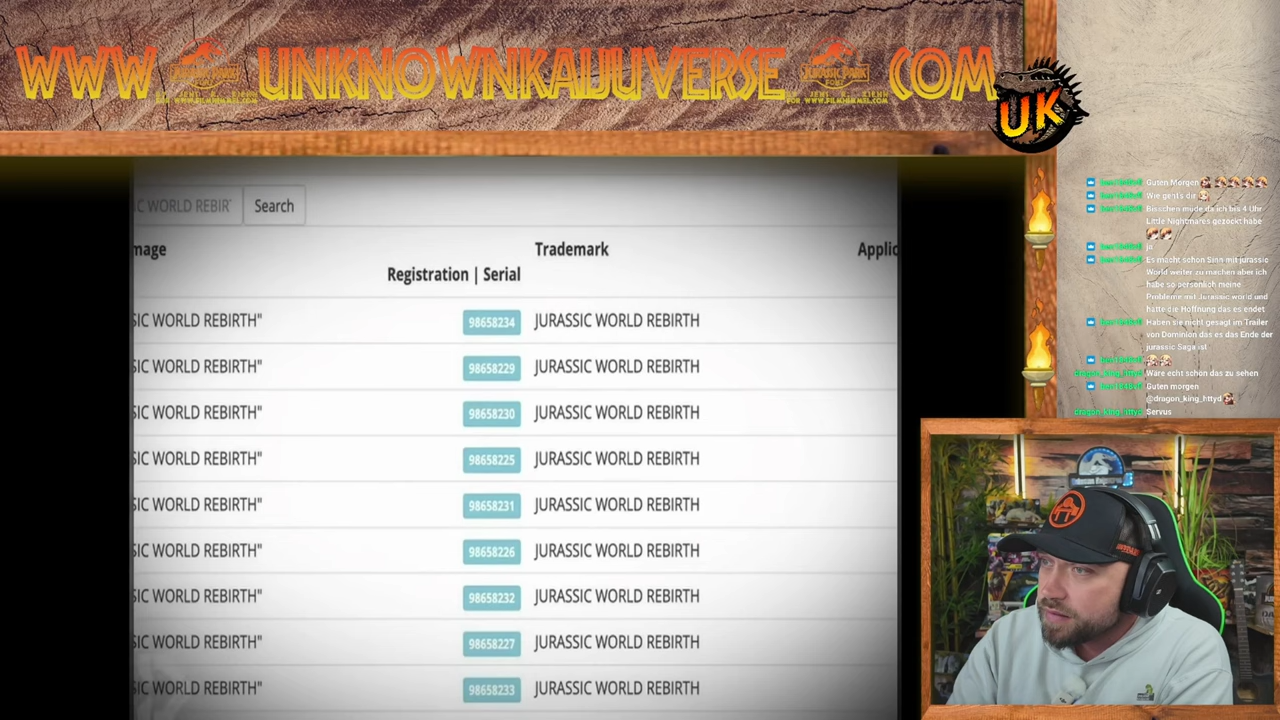 WWW UNKNOWNKAIJUVERSE COM
UK
C WORLD REBIR
Search
mage
Trademark
Applic
Registration | Serial
SIC WORLD REBIRTH"
98658234
JURASSIC WORLD REBIRTH
SIC WORLD REBIRTH"
98658229
JURASSIC WORLD REBIRTH
SIC WORLD REBIRTH"
98658230
JURASSIC WORLD REBIRTH
SIC WORLD REBIRTH"
98658225
JURASSIC WORLD REBIRTH
SIC WORLD REBIRTH"
98658231
JURASSIC WORLD REBIRTH
SIC WORLD REBIRTH"
98658226
JURASSIC WORLD REBIRTH
SIC WORLD REBIRTH"
98658232
JURASSIC WORLD REBIRTH
SIC WORLD REBIRTH"
98658227
JURASSIC WORLD REBIRTH
SIC WORLD REBIRTH"
98658233
JURASSIC WORLD REBIRTH
Guten Morgen
Wie geht's dir
Bisschen müde da ich bis 4 Uhr
Little Nightmares gezockt habe
ja
Es macht schon Sinn mit jurassic
World weiter zu machen aber ich
habe so persönlich meine
Probleme mit Jurassic world und
hätte die Hoffnung das es endet
Haben sie nicht gesagt im Trailer
von Dominion das es das Ende der
jurassic Saga ist
dragon_king_httyd Wäre echt schön das zu sehen
Guten morgen
@dragon_king_httyd
dragon_king_httyd Servus